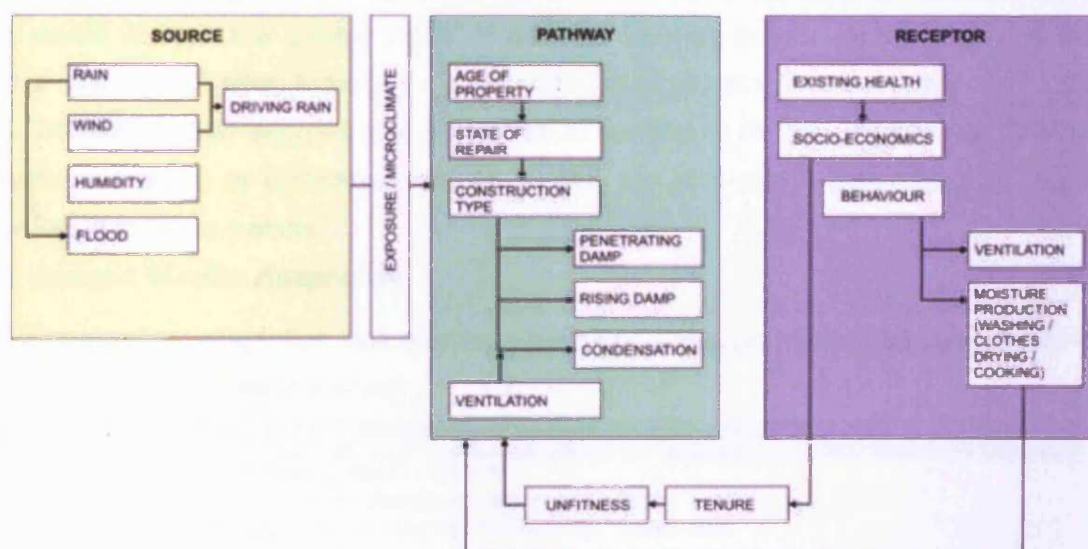 SOURCE
RAIN
WIND
DRIVING RAIN
HUMIDITY
FLOOD
EXPOSURE / MICROCLIMATE
PATHWAY
AGE OF
PROPERTY
STATE OF
REPAIR
CONSTRUCTION
TYPE
PENETRATING
DAMP
RISING DAMP
CONDENSATION
VENTILATION
RECEPTOR
EXISTING HEALTH
SOCIO-ECONOMICS
BEHAVIOUR
VENTILATION
MOISTURE
PRODUCTION
(WASHING /
CLOTHES
DRYING /
COOKING)
UNFITNESS
TENURE